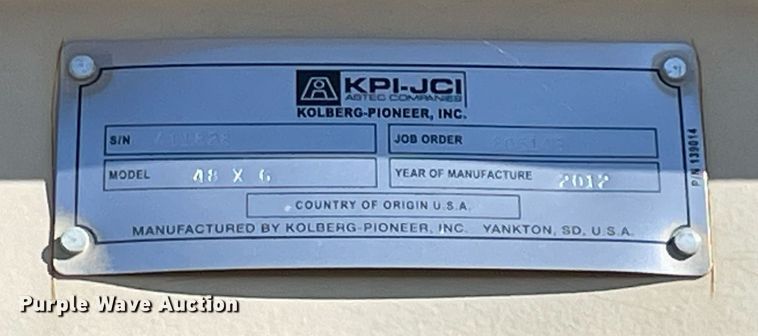 KPI-JCI
ASTEC COMPANIES
KOLBERG-PIONEER, INC.
S/N
JOB ORDER
MODEL 48 X 6
YEAR OF MANUFACTURE 2012
COUNTRY OF ORIGIN U.S.A.
MANUFACTURED BY KOLBERG-PIONEER, INC. YANKTON, SD, U.S.A.
P/N 139014
Purple Wave Auction